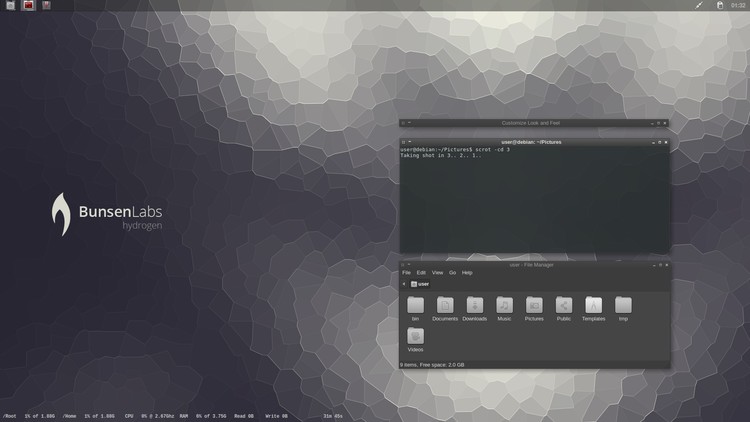 01:32
Customize Look and Feel
user@debian: ~/Pictures
user@debian:~/Pictures$ scrot -cd 3
Taking shot in 3.. 2.. 1..
BunsenLabs
hydrogen
user - File Manager
File Edit View Go Help
user
bin Documents Downloads Music Pictures Public Templates tmp
Videos
9 items, Free space: 2.0 GB
/Root 1% of 1.88G /Home 1% of 1.88G CPU 0% @ 2.67Ghz RAM 6% of 3.75G Read 0B Write 0B 31m 45s